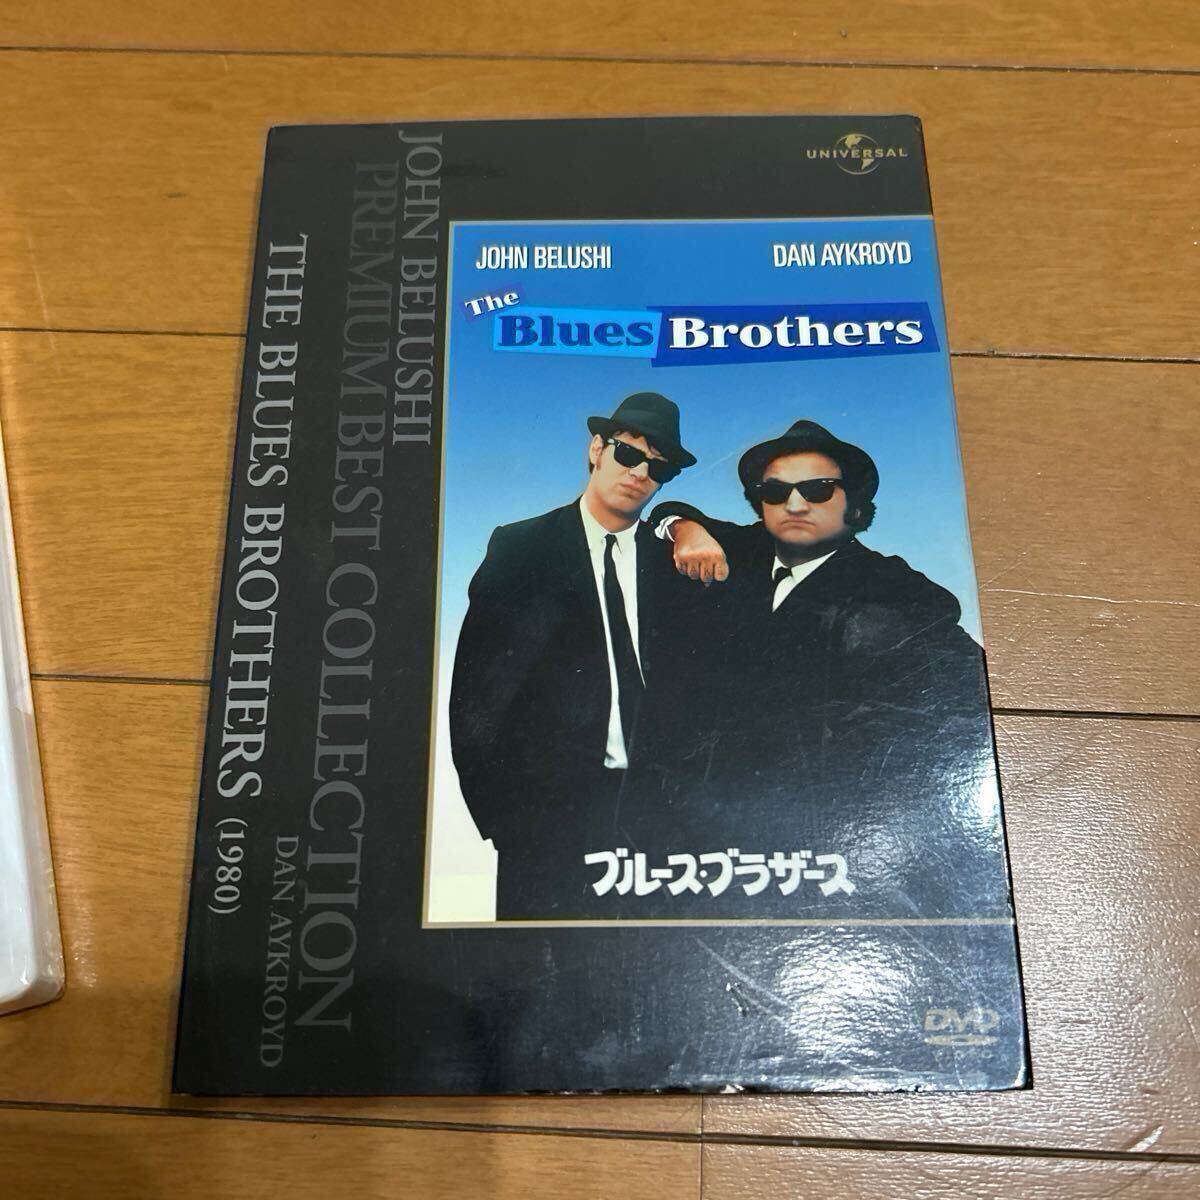 UNIVERSAL
JOHN BELUSHI
PREMIUM BEST COLLECTION
THE BLUES BROTHERS (1980)
DAN AYKROYD
JOHN BELUSHI
DAN AYKROYD
The
Blues Brothers
ブルース・ブラザース
DVD